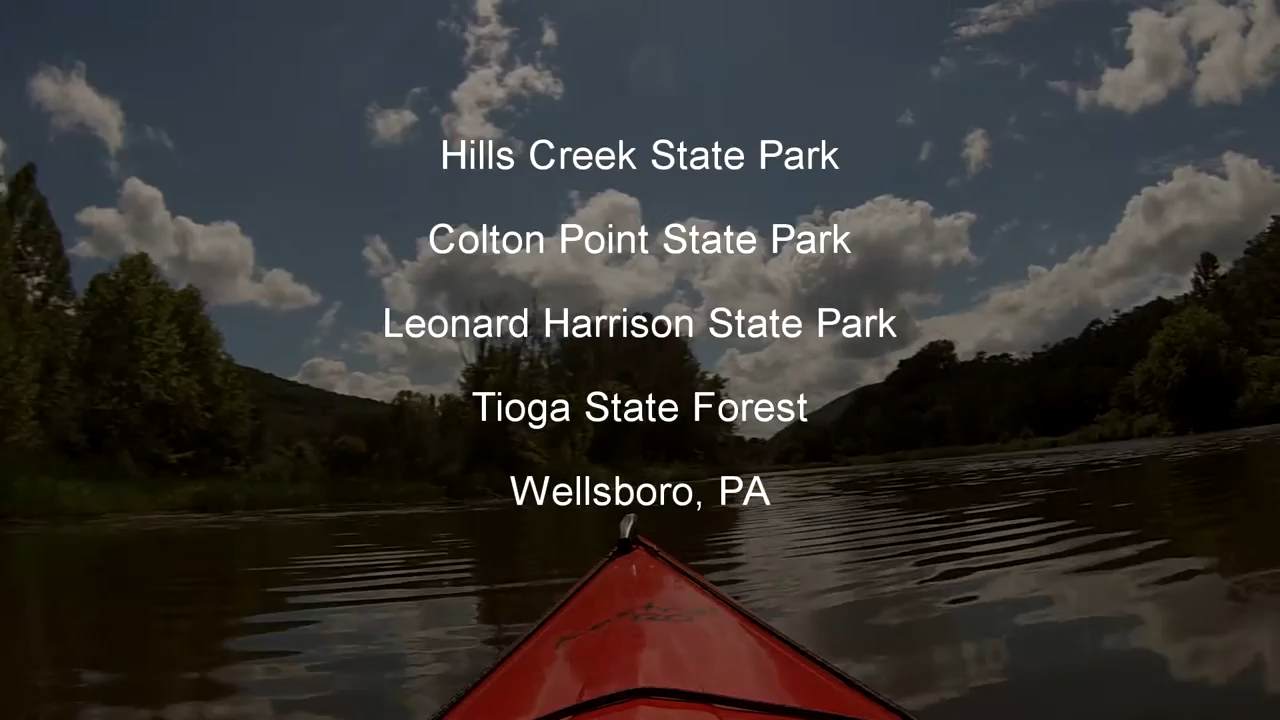 Hills Creek State Park
Colton Point State Park
Leonard Harrison State Park
Tioga State Forest
Wellsboro, PA